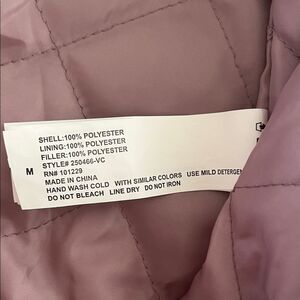 SHELL:100% POLYESTER
LINING:100% POLYESTER
FILLER:100% POLYESTER
STYLE# 250466-VC
M RN# 101229
MADE IN CHINA
HAND WASH COLD WITH SIMILAR COLORS USE MILD DETERGEN
DO NOT BLEACH LINE DRY DO NOT IRON